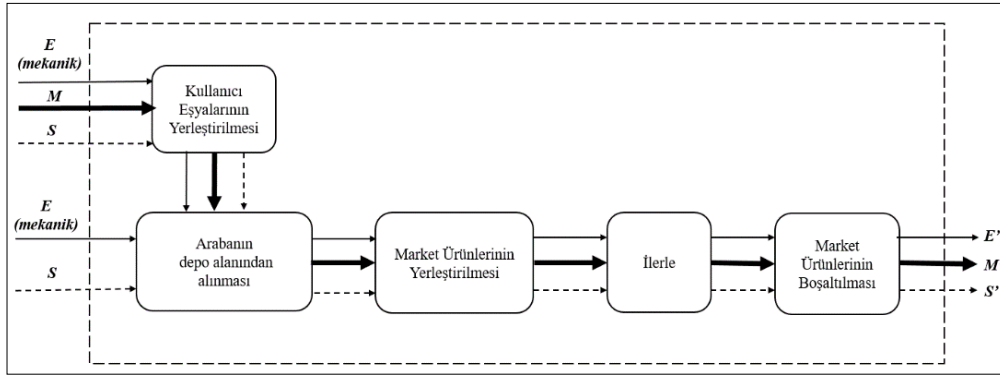 E
(mekanik)
M
S
Kullanıcı
Eşyalarının
Yerleştirilmesi
E
(mekanik)
S
Arabanın
depo alanından
alınması
Market Ürünlerinin
Yerleştirilmesi
İlerle
Market
Ürünlerinin
Boşaltılması
E'
M
S'